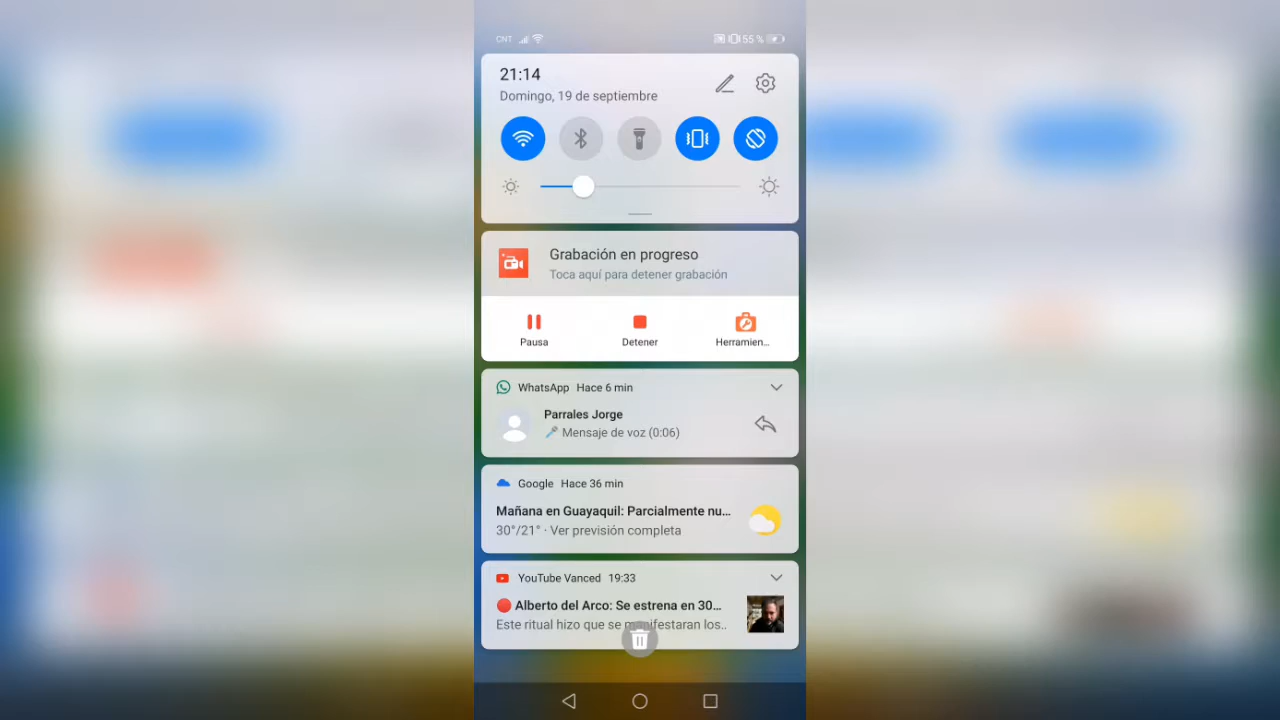 CNT 55 %
21:14
Domingo, 19 de septiembre
Grabación en progreso
Toca aquí para detener grabación
Pausa Detener Herramien...
WhatsApp Hace 6 min
Parrales Jorge
Mensaje de voz (0:06)
Google Hace 36 min
Mañana en Guayaquil: Parcialmente nu...
30°/21° · Ver previsión completa
YouTube Vanced 19:33
Alberto del Arco: Se estrena en 30...
Este ritual hizo que se manifestaran los..